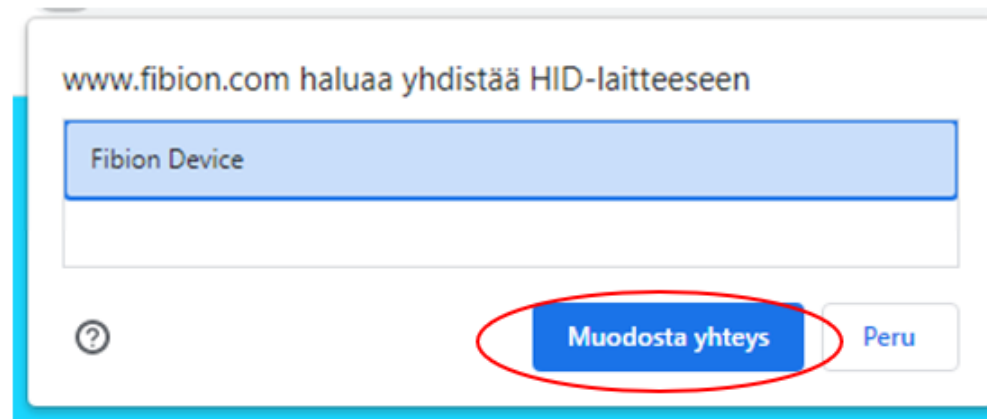 www.fibion.com haluaa yhdistää HID-laitteeseen
Fibion Device
Muodosta yhteys
Peru